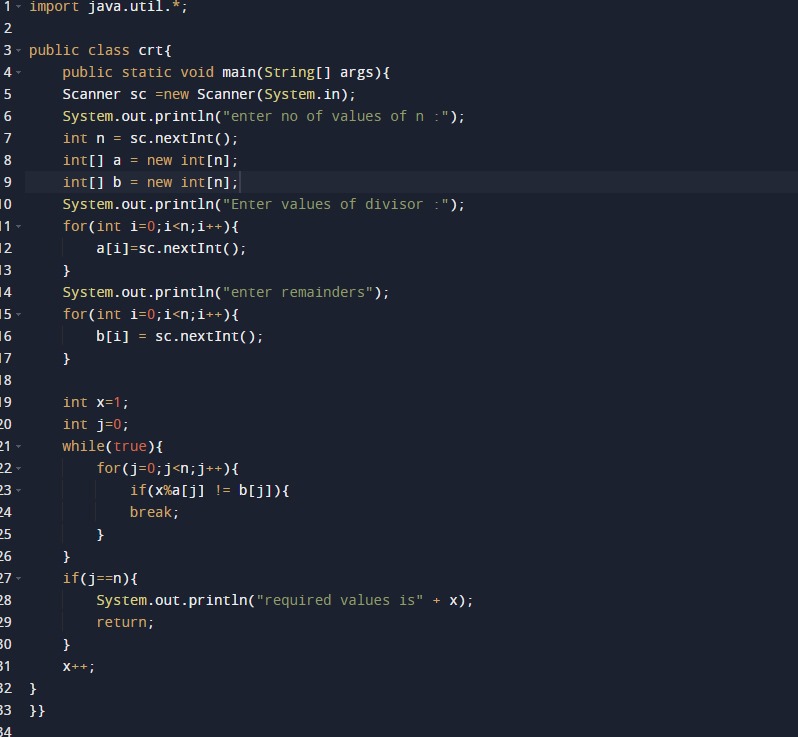 1 import java.util.*;
2
3 public class crt{
4     public static void main(String[] args){
5     Scanner sc =new Scanner(System.in);
6     System.out.println("enter no of values of n :");
7     int n = sc.nextInt();
8     int[] a = new int[n];
9     int[] b = new int[n];
10     System.out.println("Enter values of divisor :");
11     for(int i=0;i<n;i++){
12         a[i]=sc.nextInt();
13     }
14     System.out.println("enter remainders");
15     for(int i=0;i<n;i++){
16         b[i] = sc.nextInt();
17     }
18
19     int x=1;
20     int j=0;
21     while(true){
22         for(j=0;j<n;j++){
23             if(x%a[j] != b[j]){
24             break;
25         }
26     }
27     if(j==n){
28         System.out.println("required values is" + x);
29         return;
30     }
31     x++;
32 }
33 }}
34